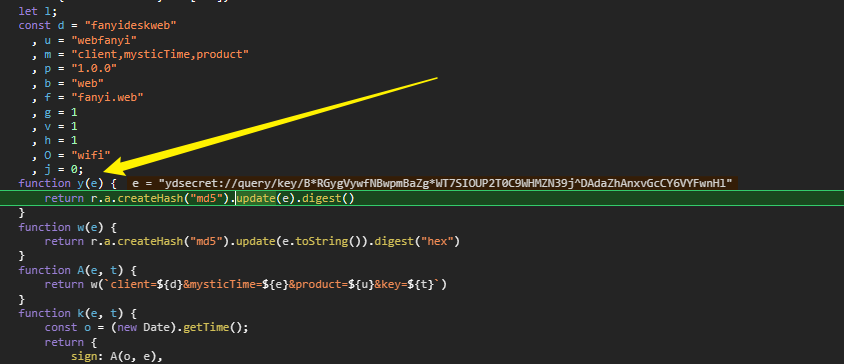 let l;
const d = "fanyideskweb"
, u = "webfanyi"
, m = "client,mysticTime,product"
, p = "1.0.0"
, b = "web"
, f = "fanyi.web"
, g = 1
, v = 1
, h = 1
, O = "wifi"
, j = 0;
function y(e) { e = "ydsecret://query/key/B*RGygVywfNBwpmBaZg*WT7SIOUP2T0C9WHMZN39j^DAdaZhAnxvGcCY6VYFwnHl"
return r.a.createHash("md5").update(e).digest()
}
function w(e) {
return r.a.createHash("md5").update(e.toString()).digest("hex")
}
function A(e, t) {
return w(`client=${d}&mysticTime=${e}&product=${u}&key=${t}`)
}
function k(e, t) {
const o = (new Date).getTime();
return {
sign: A(o, e),